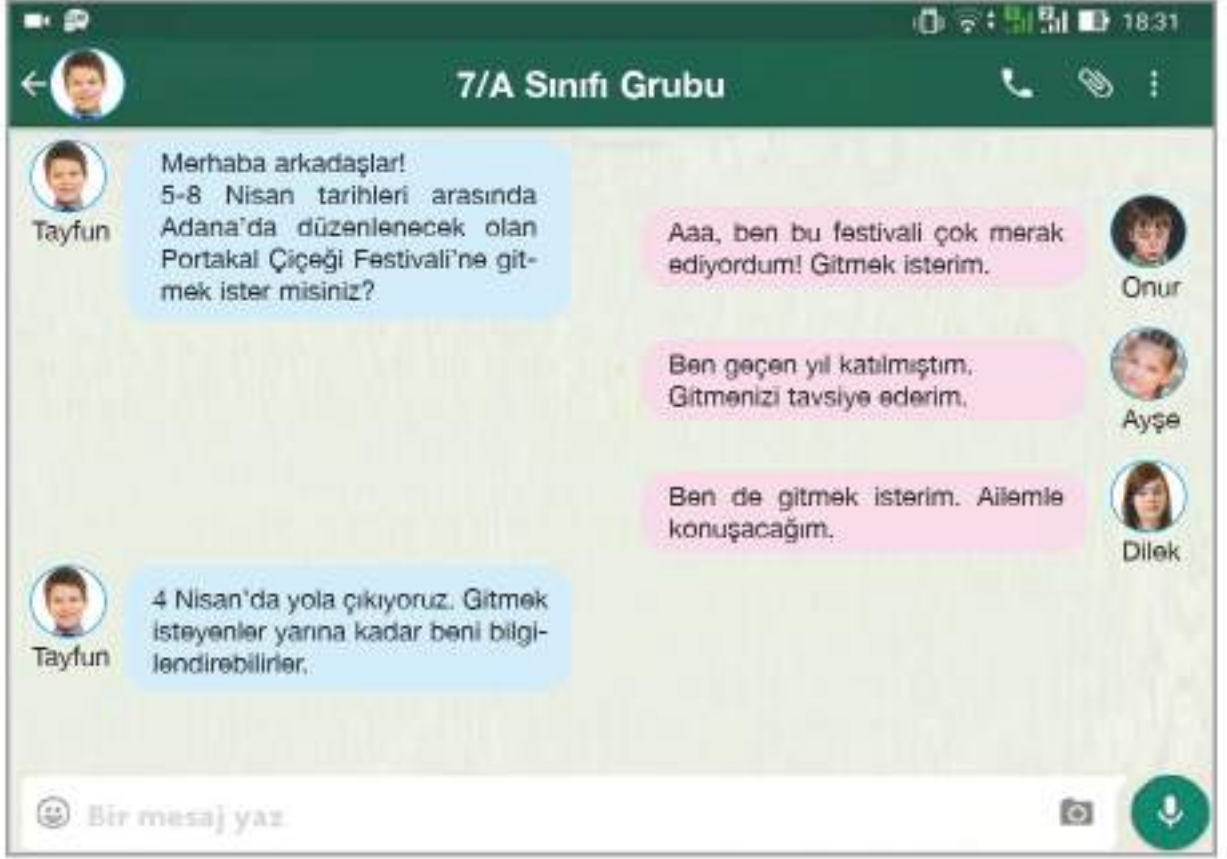 18:31
7/A Sınıfı Grubu
Merhaba arkadaşlar!
5-8 Nisan tarihleri arasında
Adana'da düzenlenecek olan
Portakal Çiçeği Festivali'ne git-
mek ister misiniz?
Tayfun
Aaa, ben bu festivali çok merak
ediyordum! Gitmek isterim.
Onur
Ben geçen yıl katılmıştım.
Gitmenizi tavsiye ederim.
Ayşe
Ben de gitmek isterim. Ailemle
konuşacağım.
Dilek
4 Nisan'da yola çıkıyoruz. Gitmek
isteyenler yarına kadar beni bilgi-
lendirebilirler.
Tayfun
Bir mesaj yaz